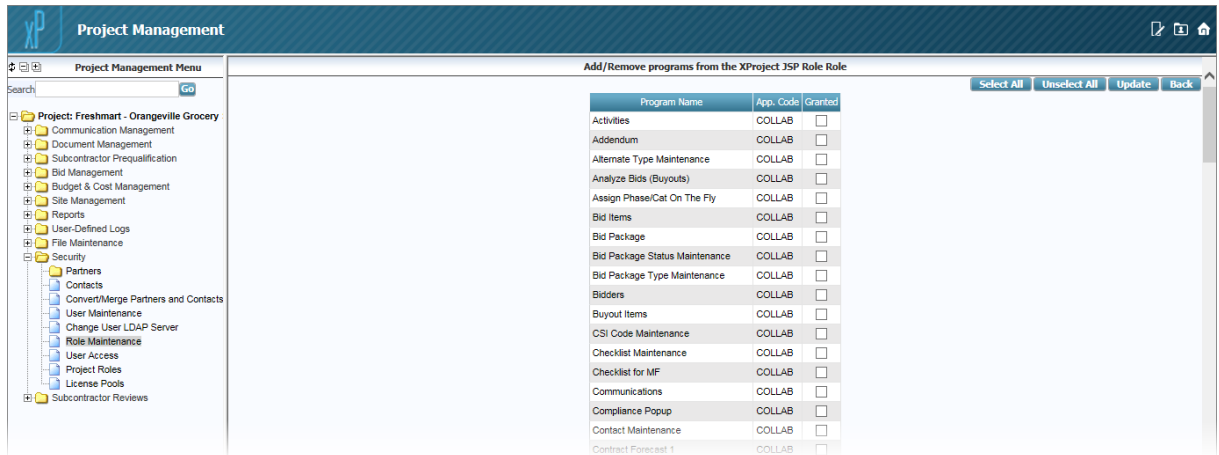 xP Project Management
Project Management Menu
Search Go
Project: Freshmart - Orangeville Grocery
Communication Management
Document Management
Subcontractor Prequalification
Bid Management
Budget & Cost Management
Site Management
Reports
User-Defined Logs
File Maintenance
Security
Partners
Contacts
Convert/Merge Partners and Contacts
User Maintenance
Change User LDAP Server
Role Maintenance
User Access
Project Roles
License Pools
Subcontractor Reviews
Add/Remove programs from the XProject JSP Role Role
Select All Unselect All Update Back
Program Name App. Code Granted
Activities COLLAB
Addendum COLLAB
Alternate Type Maintenance COLLAB
Analyze Bids (Buyouts) COLLAB
Assign Phase/Cat On The Fly COLLAB
Bid Items COLLAB
Bid Package COLLAB
Bid Package Status Maintenance COLLAB
Bid Package Type Maintenance COLLAB
Bidders COLLAB
Buyout Items COLLAB
CSI Code Maintenance COLLAB
Checklist Maintenance COLLAB
Checklist for MF COLLAB
Communications COLLAB
Compliance Popup COLLAB
Contact Maintenance COLLAB
Contract Forecast 1 COLLAB